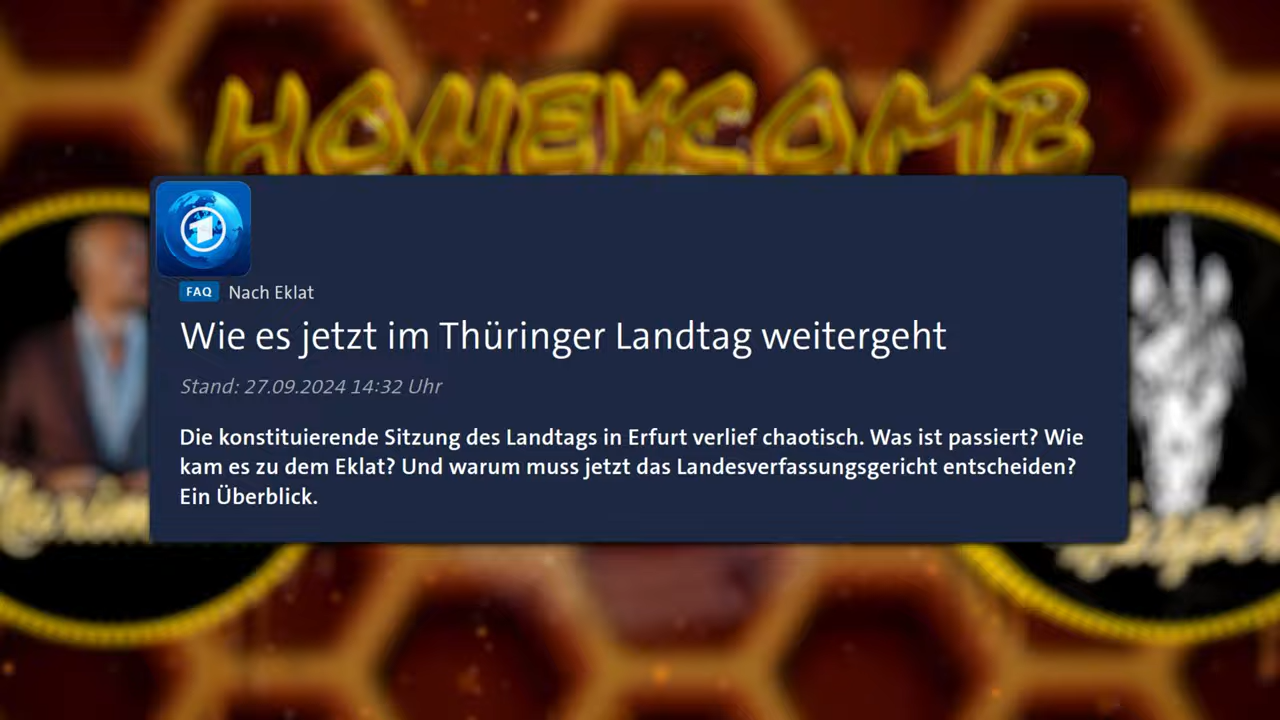 HONEYCOMB
1
FAQ Nach Eklat
Wie es jetzt im Thüringer Landtag weitergeht
Stand: 27.09.2024 14:32 Uhr
Die konstituierende Sitzung des Landtags in Erfurt verlief chaotisch. Was ist passiert? Wie
kam es zu dem Eklat? Und warum muss jetzt das Landesverfassungsgericht entscheiden?
Ein Überblick.